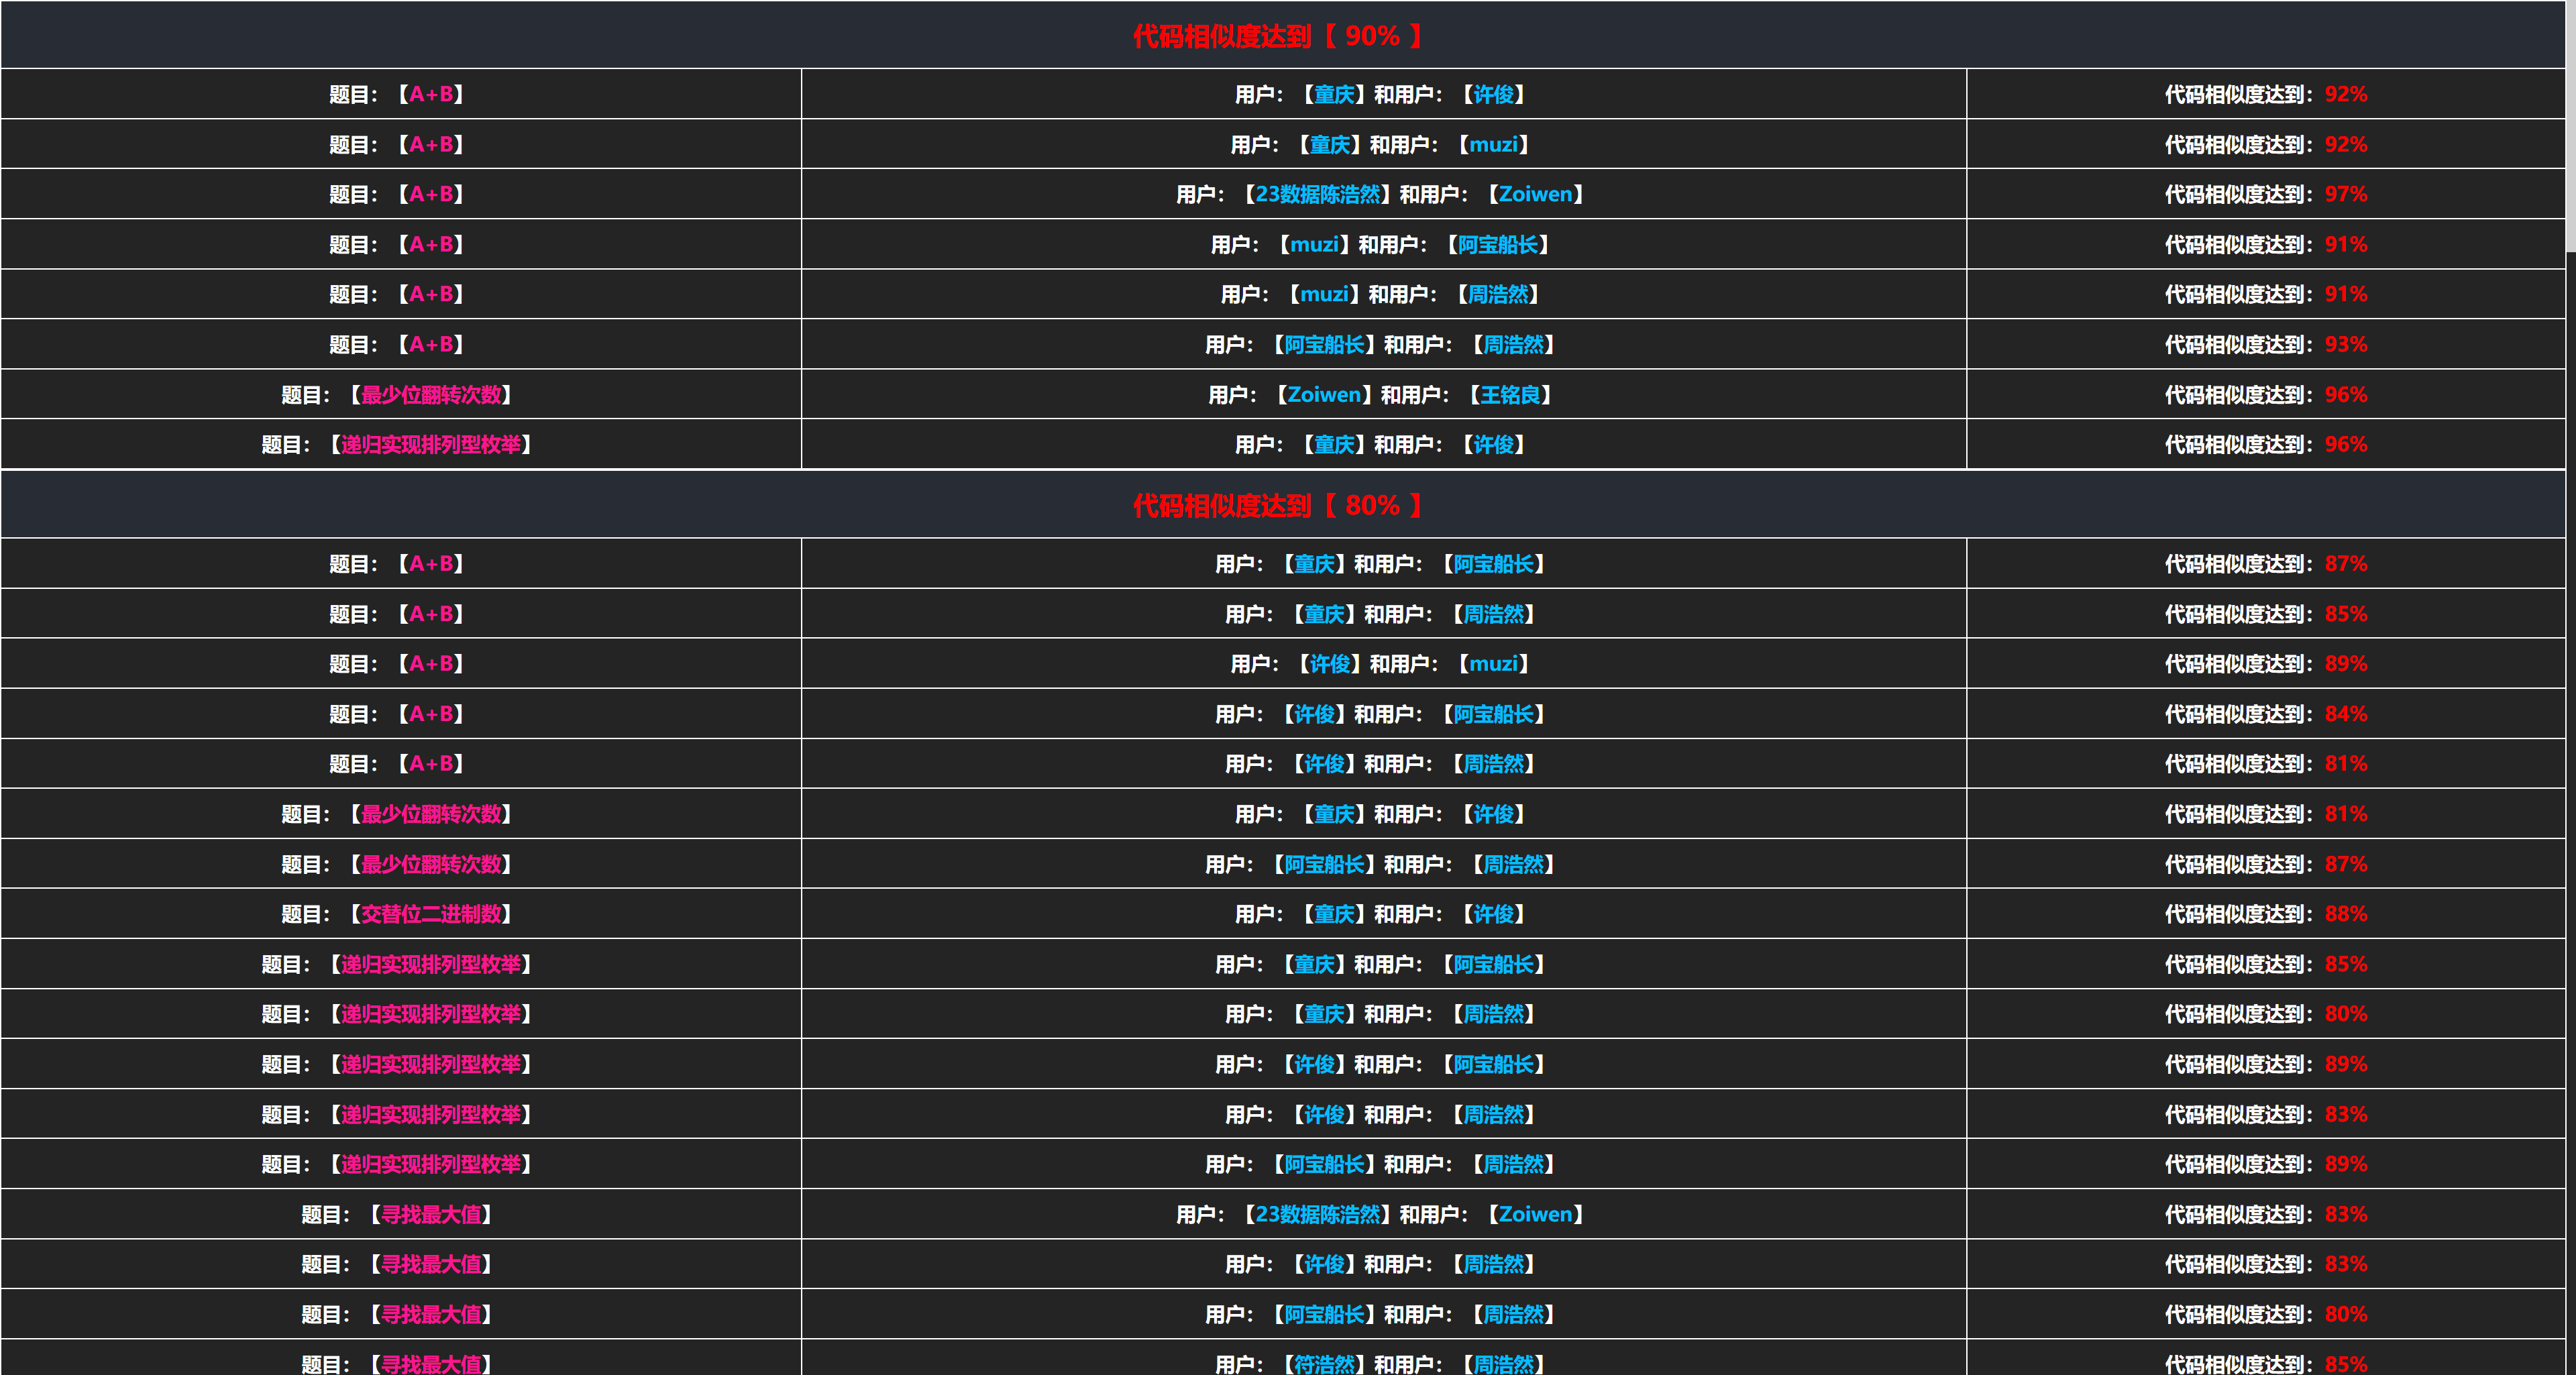 代码相似度达到【 90% 】
题目：【A+B】 用户：【童庆】和用户：【许俊】 代码相似度达到：92%
题目：【A+B】 用户：【童庆】和用户：【muzi】 代码相似度达到：92%
题目：【A+B】 用户：【23数据陈浩然】和用户：【Zoiwen】 代码相似度达到：97%
题目：【A+B】 用户：【muzi】和用户：【阿宝船长】 代码相似度达到：91%
题目：【A+B】 用户：【muzi】和用户：【周浩然】 代码相似度达到：91%
题目：【A+B】 用户：【阿宝船长】和用户：【周浩然】 代码相似度达到：93%
题目：【最少位翻转次数】 用户：【Zoiwen】和用户：【王铭良】 代码相似度达到：96%
题目：【递归实现排列型枚举】 用户：【童庆】和用户：【许俊】 代码相似度达到：96%
代码相似度达到【 80% 】
题目：【A+B】 用户：【童庆】和用户：【阿宝船长】 代码相似度达到：87%
题目：【A+B】 用户：【童庆】和用户：【周浩然】 代码相似度达到：85%
题目：【A+B】 用户：【许俊】和用户：【muzi】 代码相似度达到：89%
题目：【A+B】 用户：【许俊】和用户：【阿宝船长】 代码相似度达到：84%
题目：【A+B】 用户：【许俊】和用户：【周浩然】 代码相似度达到：81%
题目：【最少位翻转次数】 用户：【童庆】和用户：【许俊】 代码相似度达到：81%
题目：【最少位翻转次数】 用户：【阿宝船长】和用户：【周浩然】 代码相似度达到：87%
题目：【交替位二进制数】 用户：【童庆】和用户：【许俊】 代码相似度达到：88%
题目：【递归实现排列型枚举】 用户：【童庆】和用户：【阿宝船长】 代码相似度达到：85%
题目：【递归实现排列型枚举】 用户：【童庆】和用户：【周浩然】 代码相似度达到：80%
题目：【递归实现排列型枚举】 用户：【许俊】和用户：【阿宝船长】 代码相似度达到：89%
题目：【递归实现排列型枚举】 用户：【许俊】和用户：【周浩然】 代码相似度达到：83%
题目：【递归实现排列型枚举】 用户：【阿宝船长】和用户：【周浩然】 代码相似度达到：89%
题目：【寻找最大值】 用户：【23数据陈浩然】和用户：【Zoiwen】 代码相似度达到：83%
题目：【寻找最大值】 用户：【许俊】和用户：【周浩然】 代码相似度达到：83%
题目：【寻找最大值】 用户：【阿宝船长】和用户：【周浩然】 代码相似度达到：80%
题目：【寻找最大值】 用户：【符浩然】和用户：【周浩然】 代码相似度达到：85%